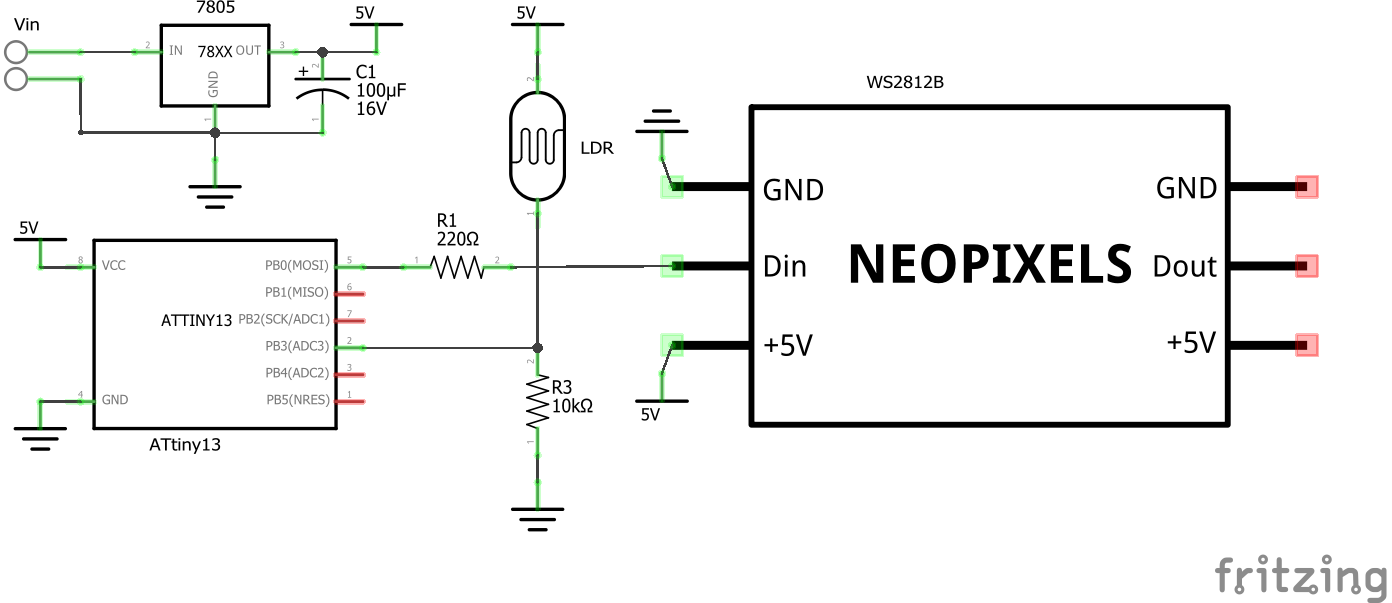 Vin
7805
2
IN
78XX
OUT
3
GND
1
5V
+
2
C1
100µF
16V
1
5V
2
LDR
1
WS2812B
GND
Din
+5V
NEOPIXELS
GND
Dout
+5V
5V
5V
8
VCC
4
GND
ATTINY13
PB0(MOSI)
5
PB1(MISO)
6
PB2(SCK/ADC1)
7
PB3(ADC3)
2
PB4(ADC2)
3
PB5(NRES)
1
ATtiny13
R1
220Ω
1
2
2
R3
10kΩ
1
fritzing